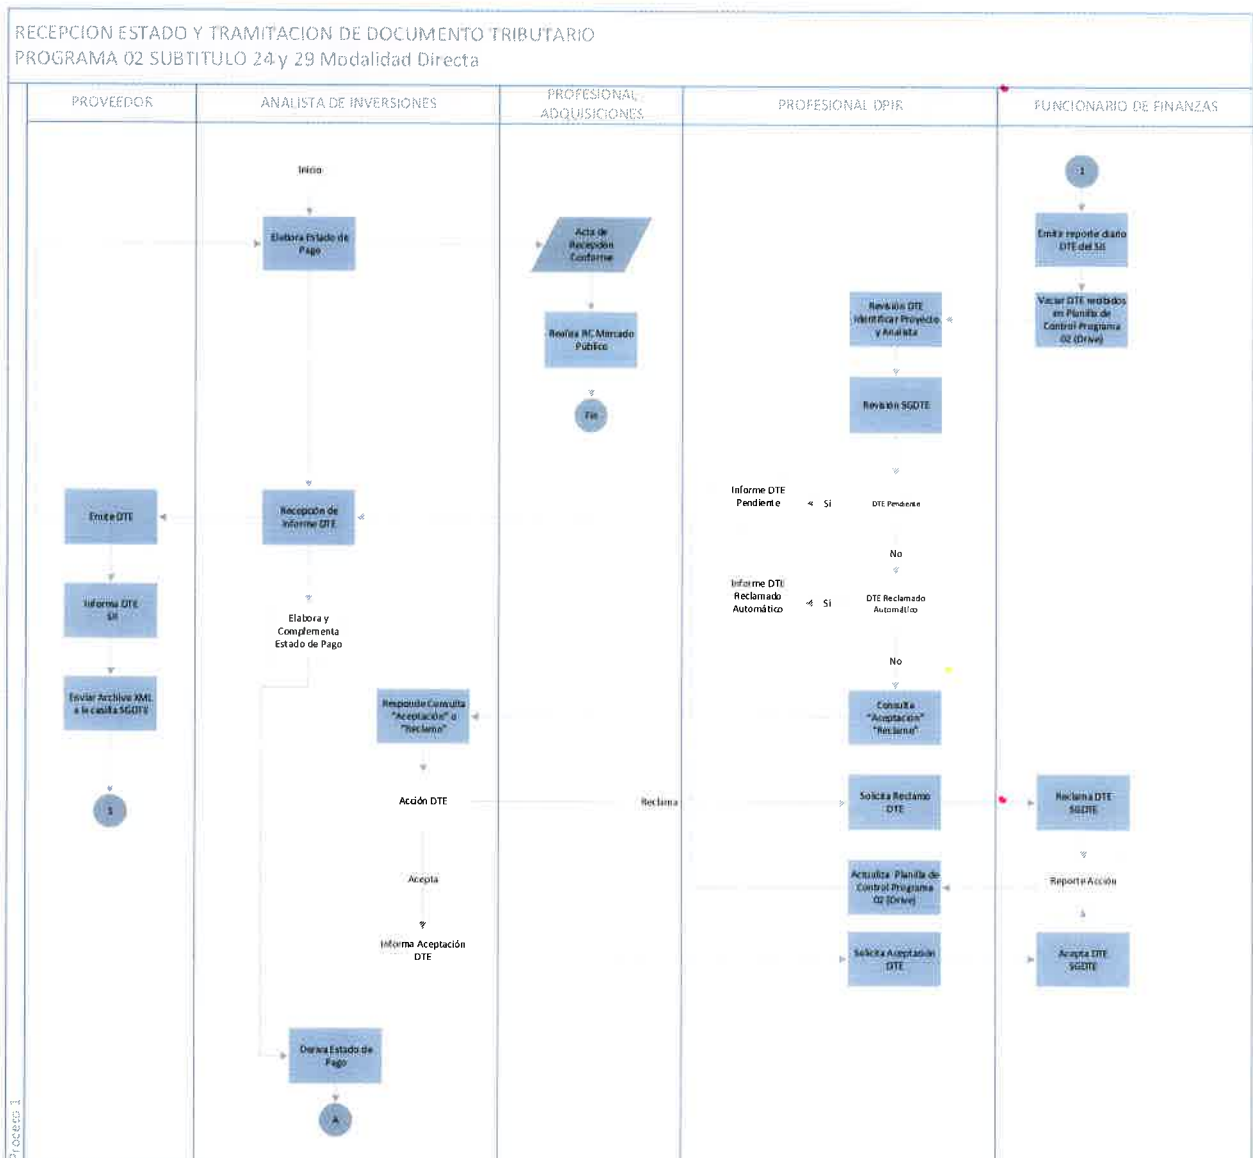 RECEPCION ESTADO Y TRAMITACION DE DOCUMENTO TRIBUTARIO
PROGRAMA 02 SUBTITULO 24 y 29 Modalidad Directa
PROVEEDOR
ANALISTA DE INVERSIONES
PROFESIONAL
ADQUISICIONES
PROFESIONAL DPIR
FUNCIONARIO DE FINANZAS
Inicio
1
Elabora Estado de
Pago
Acta de
Recepción
Conforme
Emitir reporte diario
DTE del SII
Revisión DTE
Identificar Proyecto
y Analista
Vaciar DTE recibidos
en Planilla de
Control Programa
02 (Drive)
Realiza RC Mercado
Público
Revisión SGDTE
Fin
Emite DTE
Recepción de
Informe DTE
Informe DTE
Pendiente
Si
DTE Pendiente
No
Informa DTE
SII
Informe DTE
Reclamado
Automático
Si
DTE Reclamado
Automático
Elabora y
Complementa
Estado de Pago
No
Enviar Archivo XML
a la casilla SGDTE
Responde Consulta
"Aceptación" o
"Reclamo"
Consulta
"Aceptación"
"Reclamo"
1
Acción DTE
Reclama
Solicita Reclamo
DTE
Reclama DTE
SGDTE
Acepta
Actualiza Planilla de
Control Programa
02 (Drive)
Reporte Acción
Informa Aceptación
DTE
Solicita Aceptación
DTE
Acepta DTE
SGDTE
Deriva Estado de
Pago
A
Proceso 1